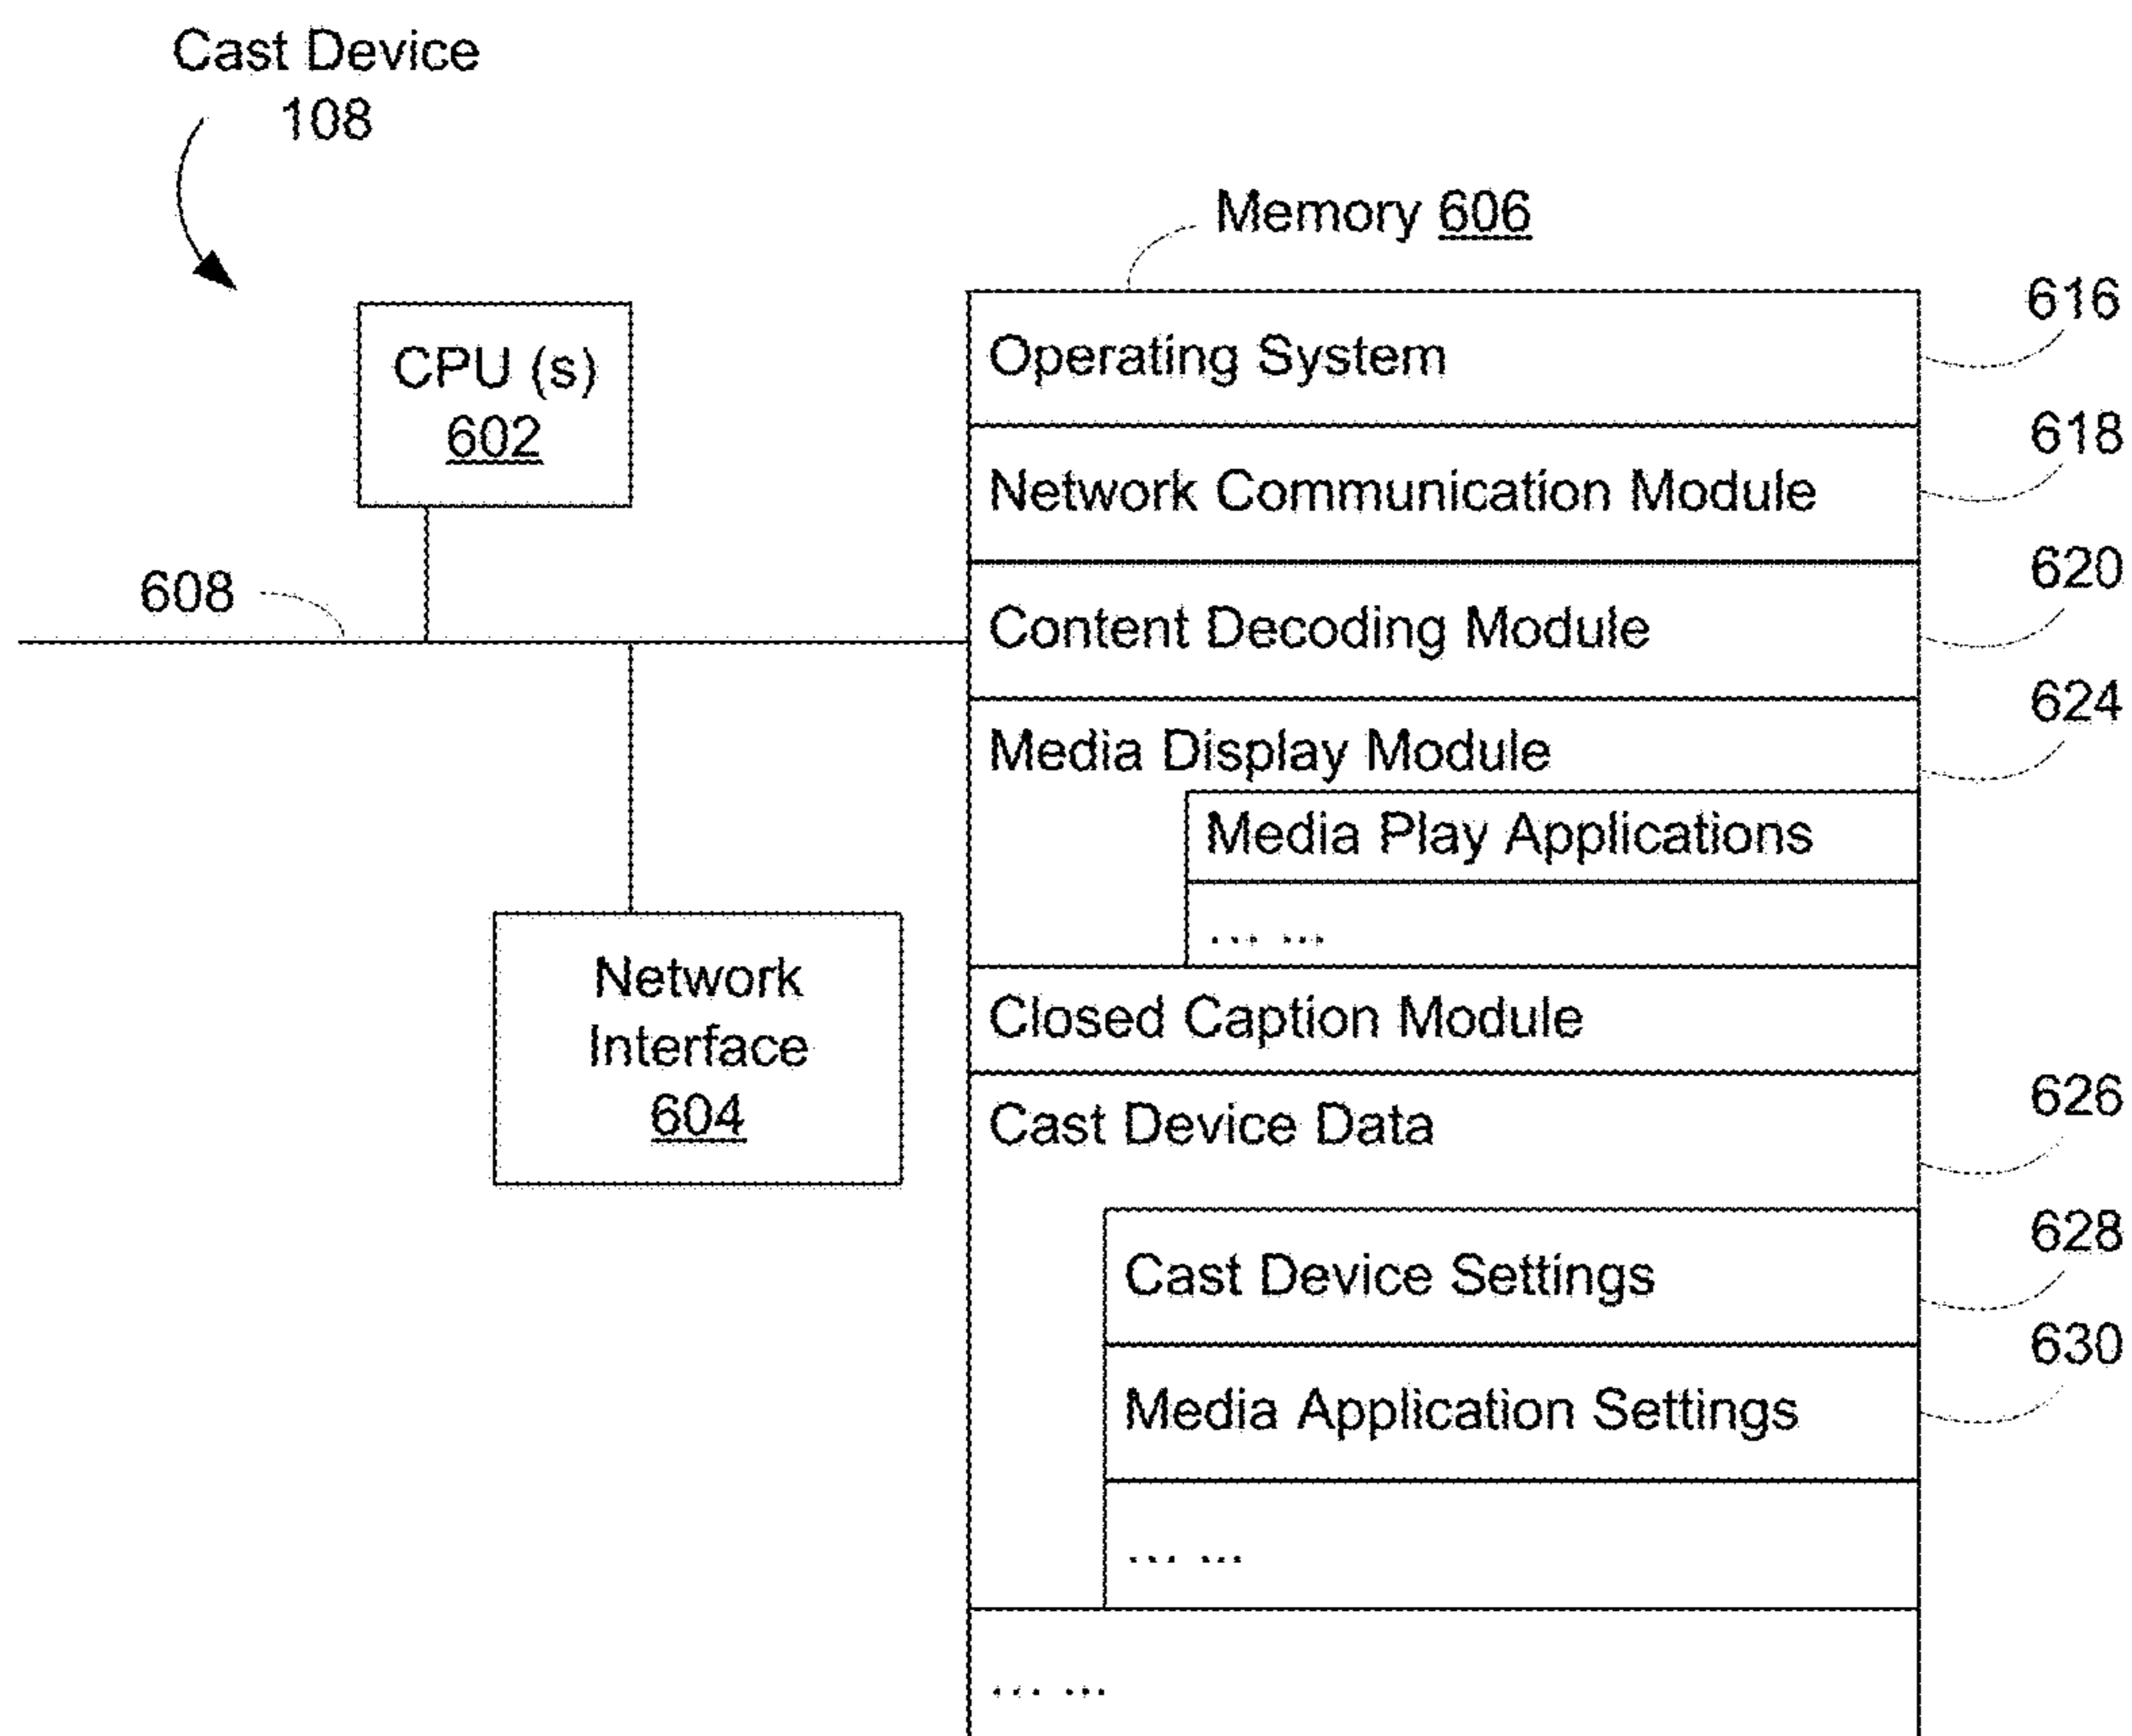 Cast Device
108
Memory 606
616
Operating System
CPU (s)
602
618
Network Communication Module
608
620
Content Decoding Module
624
Media Display Module
Media Play Applications
... ...
Network
Interface
604
Closed Caption Module
626
Cast Device Data
628
Cast Device Settings
630
Media Application Settings
... ...
... ...